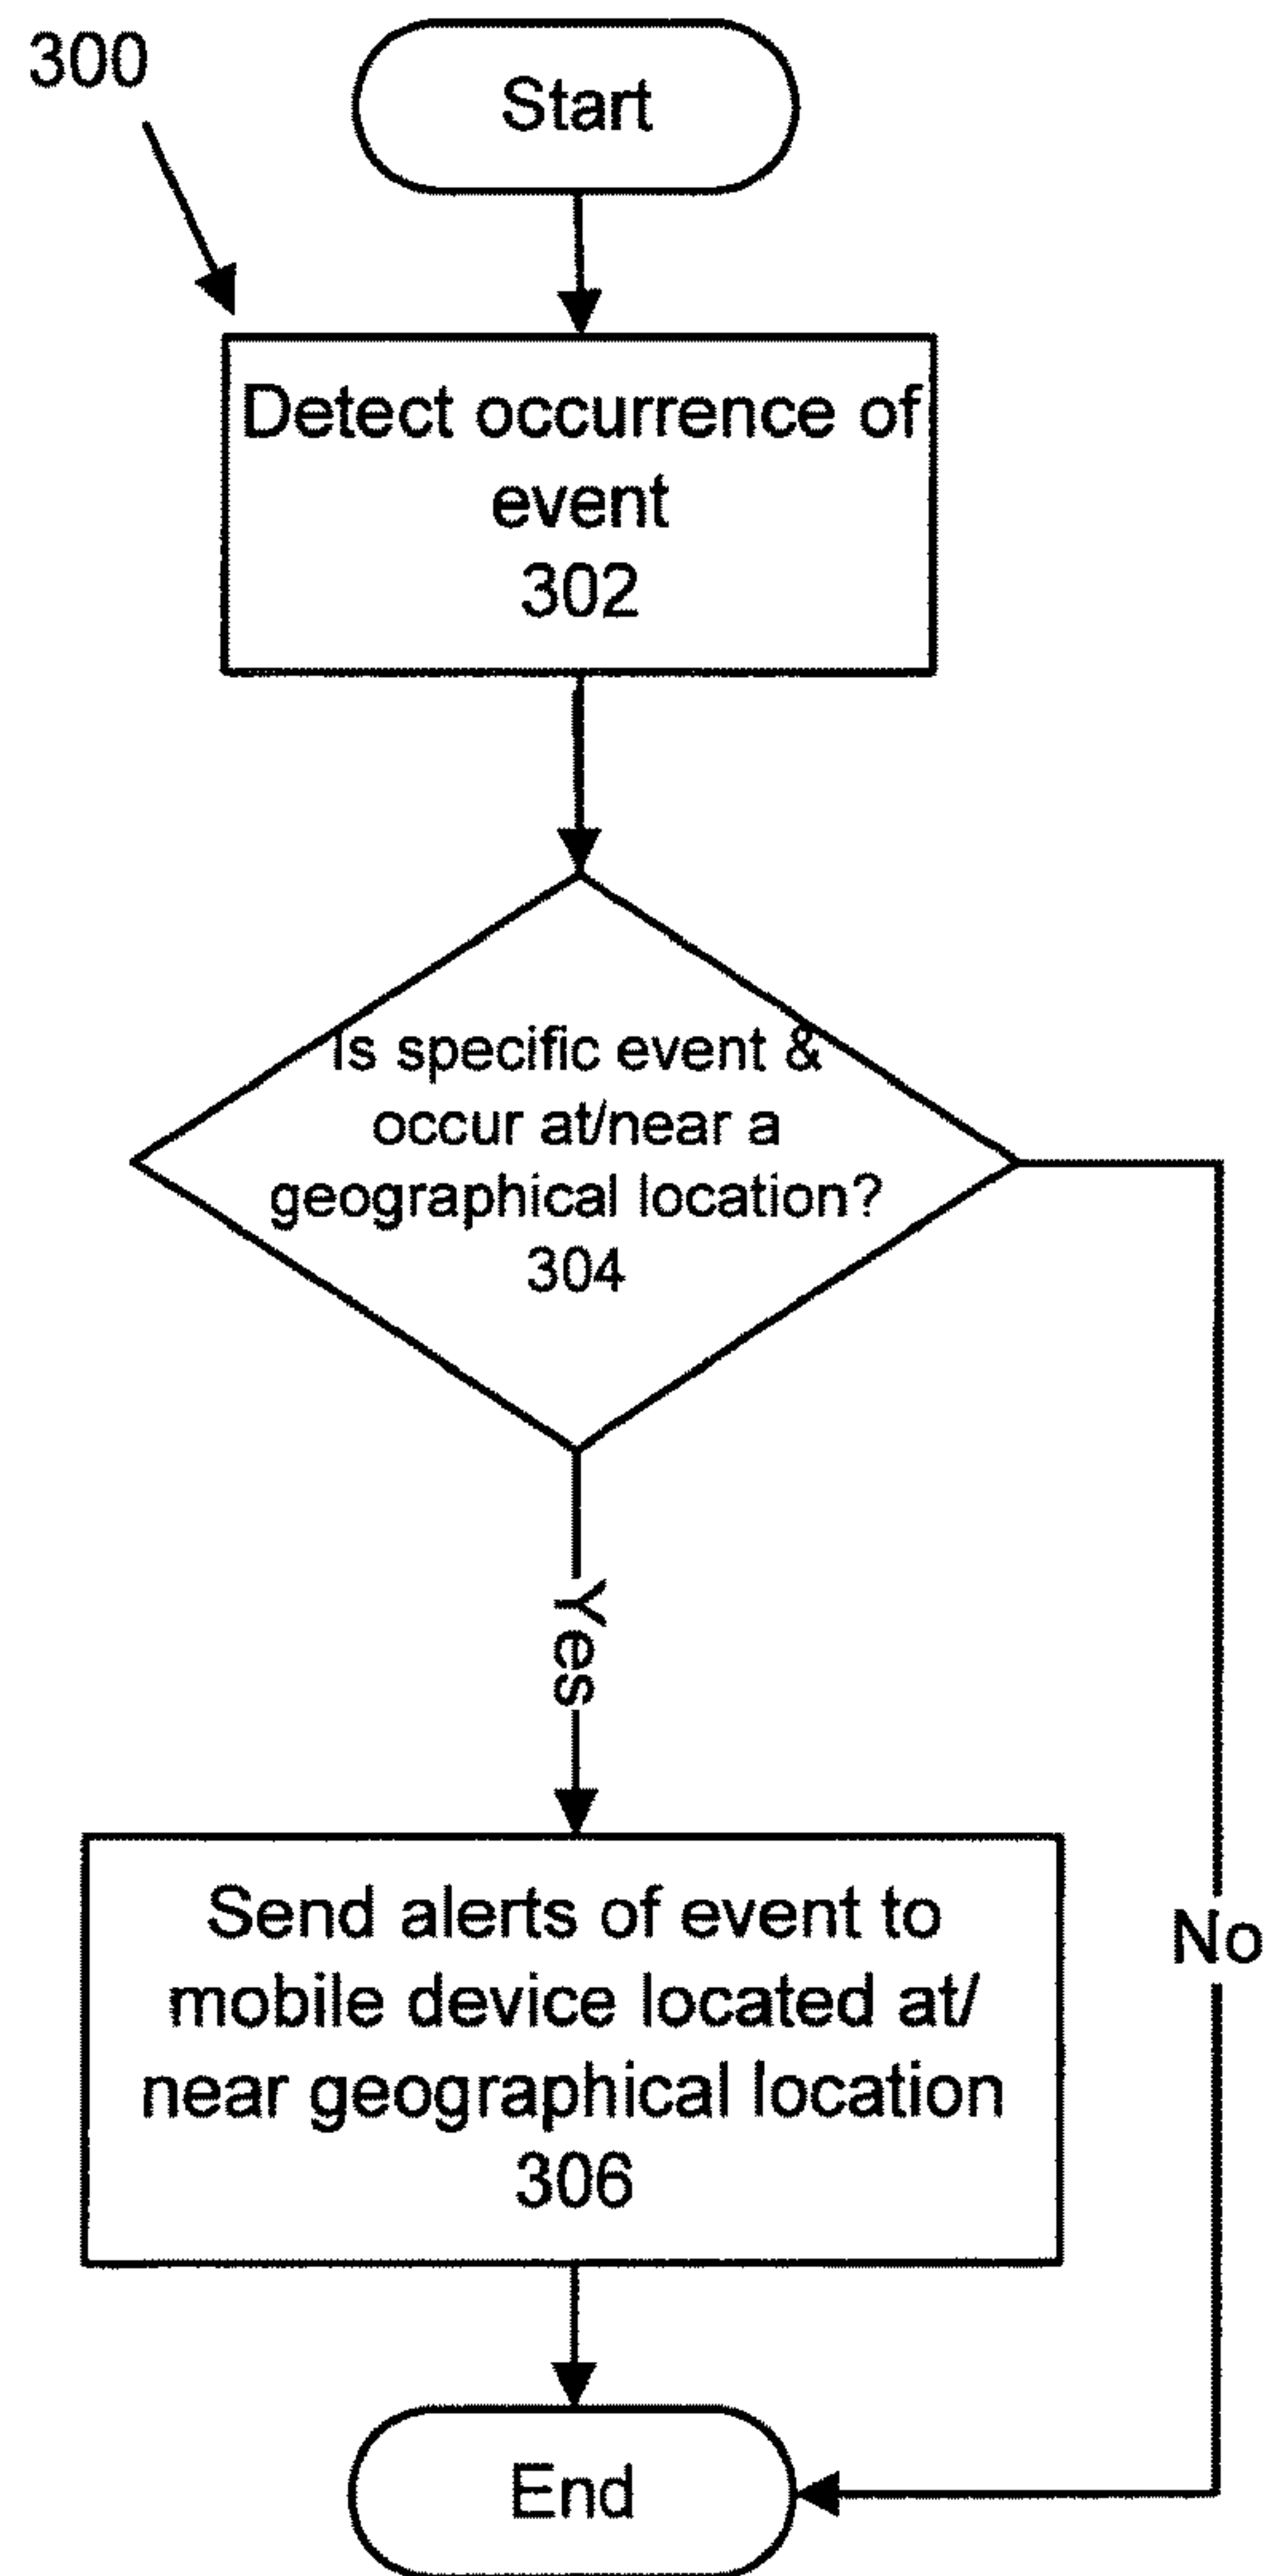 300
Start
Detect occurrence of
event
302
Is specific event &
occur at/near a
geographical location?
304
Yes
Send alerts of event to
mobile device located at/
near geographical location
306
No
End